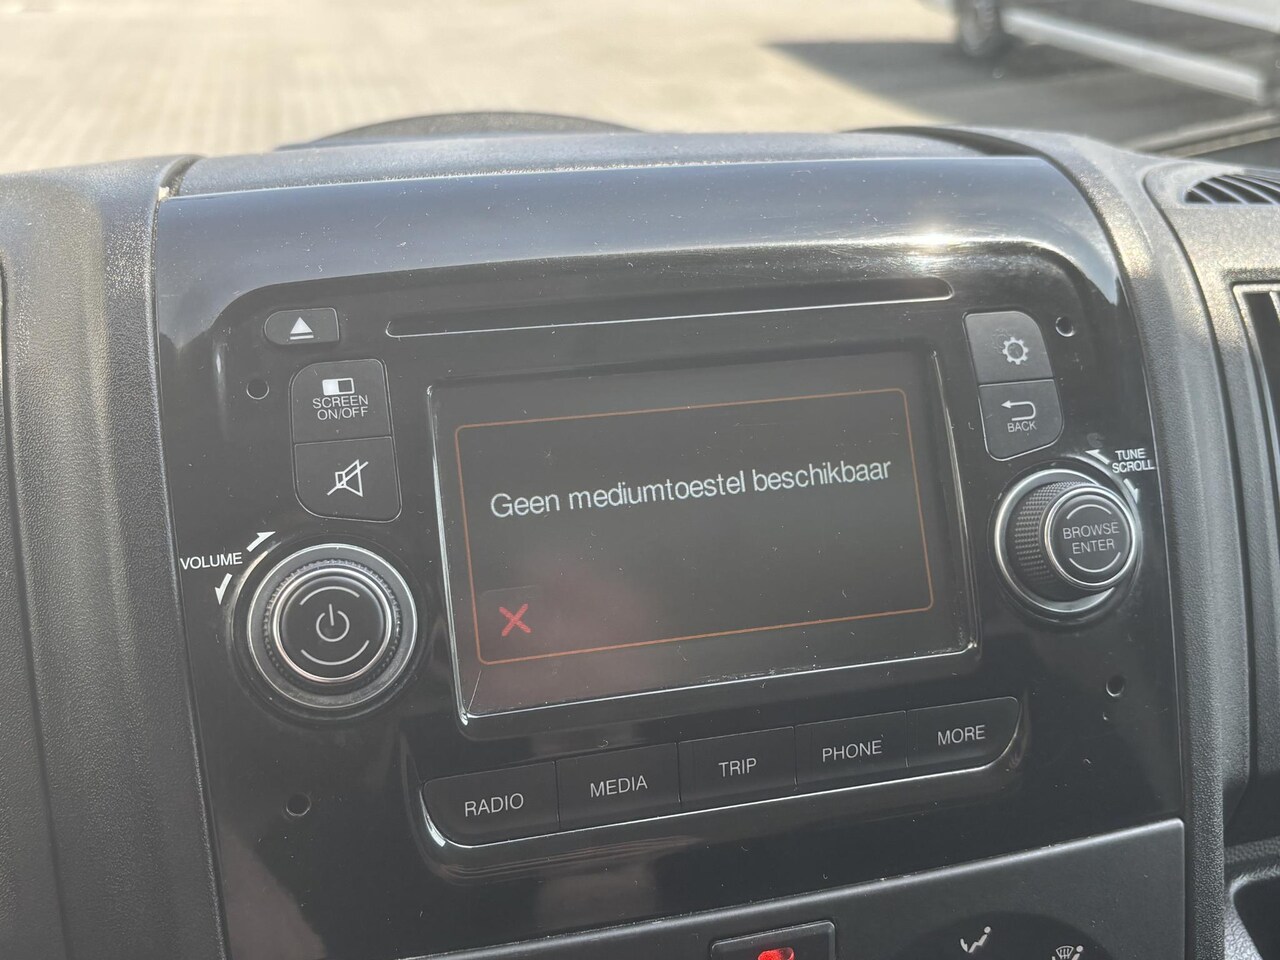 SCREEN
ON/OFF
BACK
TUNE
SCROLL
VOLUME
Geen mediumtoestel beschikbaar
BROWSE
ENTER
RADIO
MEDIA
TRIP
PHONE
MORE